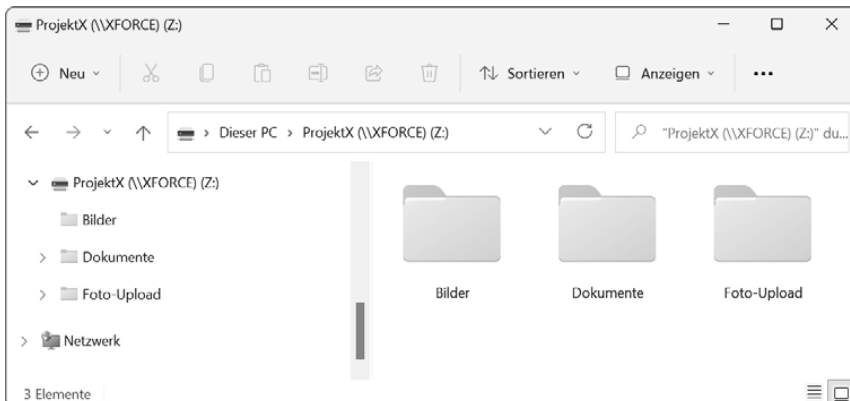 ProjektX (\\XFORCE) (Z:)
Neu Sortieren Anzeigen ...
Dieser PC > ProjektX (\\XFORCE) (Z:) "ProjektX (\\XFORCE) (Z:)" du...
ProjektX (\\XFORCE) (Z:)
Bilder
Dokumente
Foto-Upload
Netzwerk
Bilder Dokumente Foto-Upload
3 Elemente